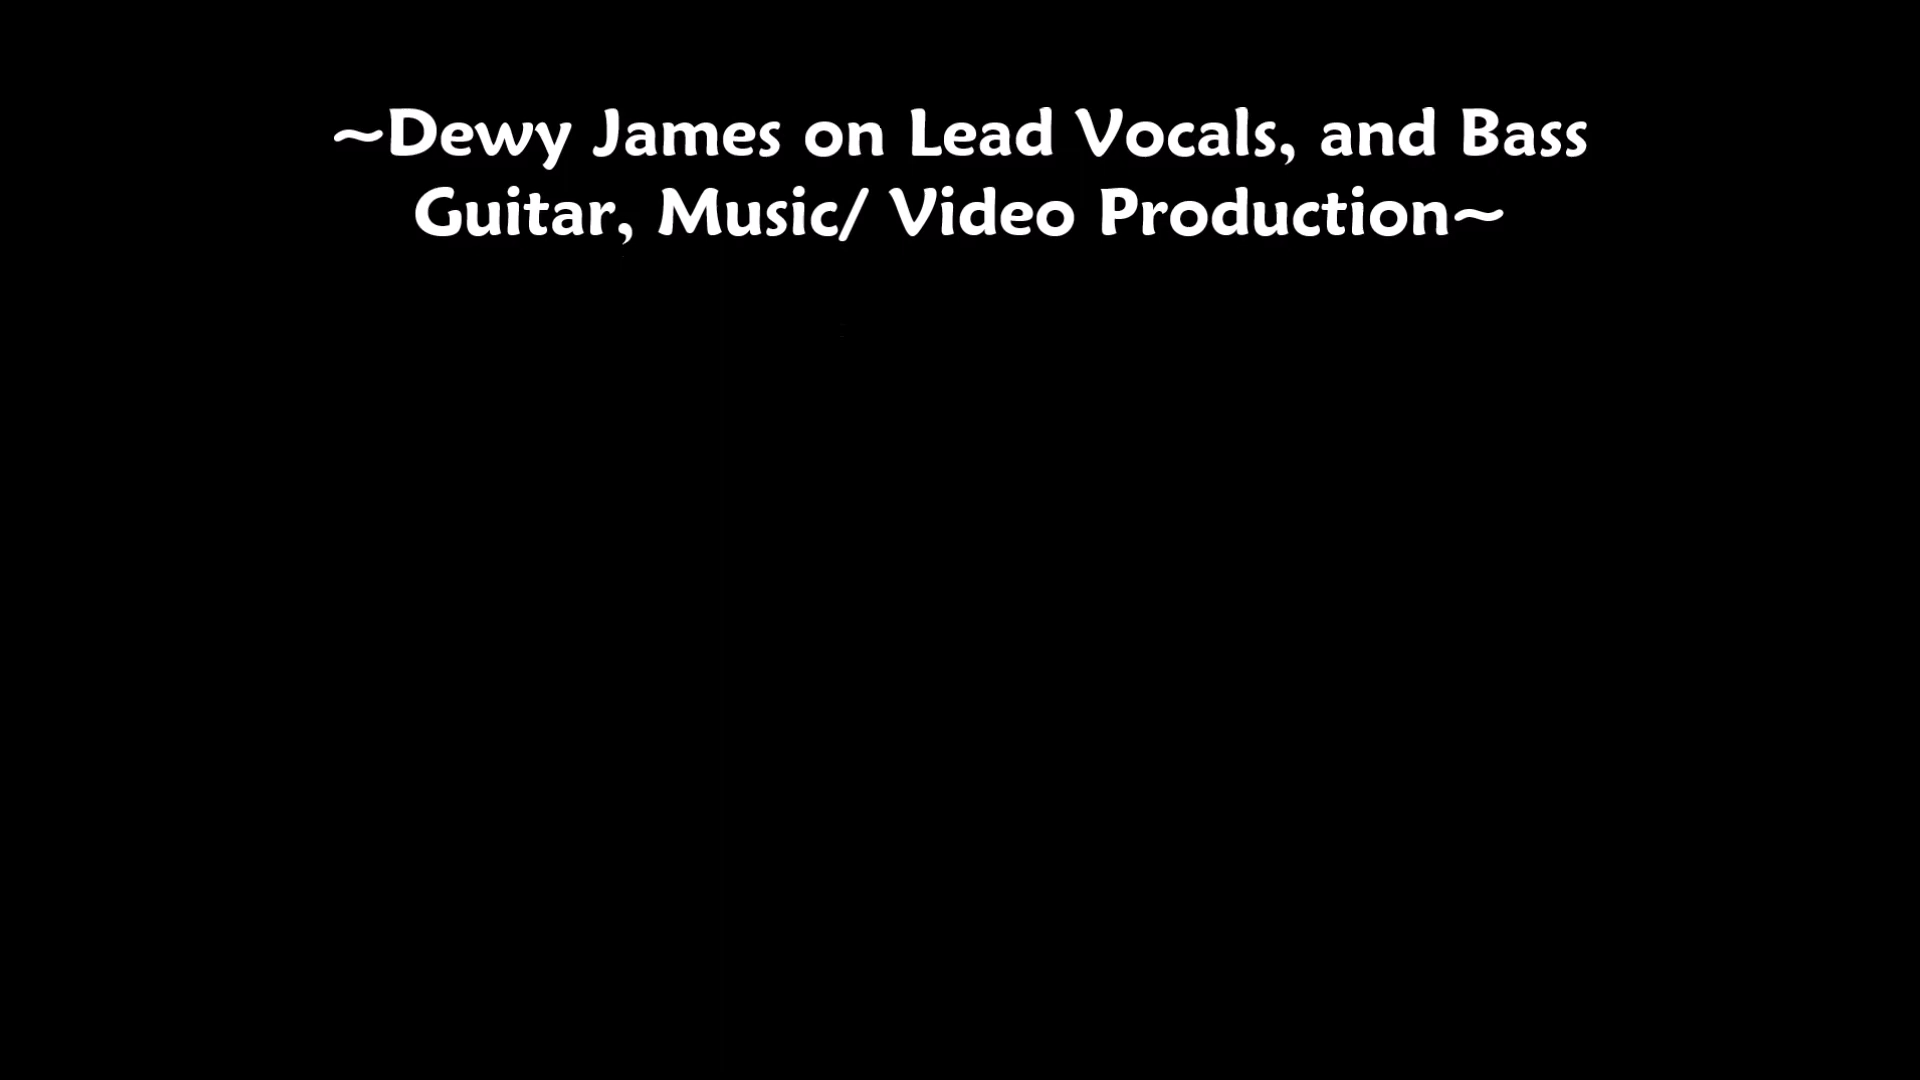 ~Dewy James on Lead Vocals, and Bass
Guitar, Music/ Video Production~